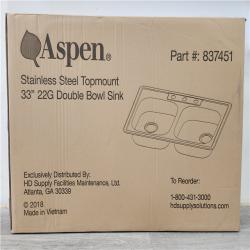 Aspen®
Part #: 837451
Stainless Steel Topmount
33" 22G Double Bowl Sink
Exclusively Distributed By:
HD Supply Facilities Maintenance, Ltd.
Atlanta, GA 30339
© 2018
Made in Vietnam
To Reorder:
1-800-431-3000
hdsupplysolutions.com